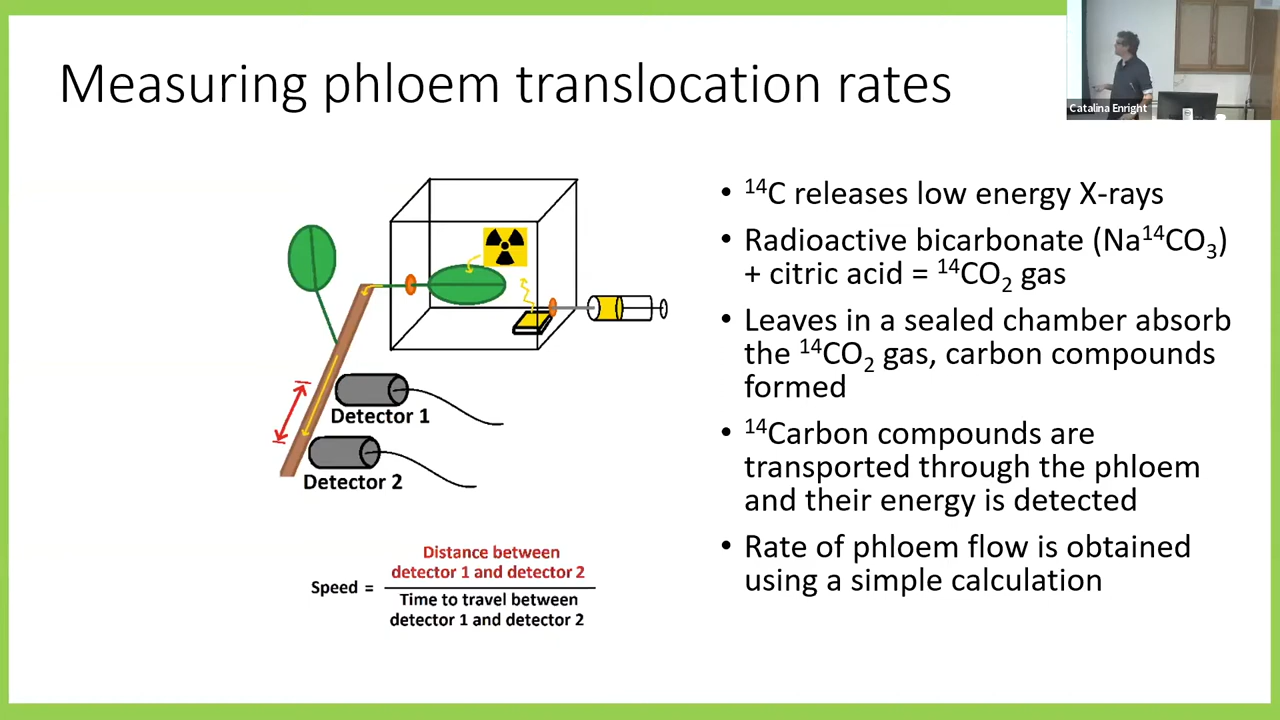 Measuring phloem translocation rates
Catalina Enright
Detector 1
Detector 2
Speed =
Distance between
detector 1 and detector 2
Time to travel between
detector 1 and detector 2
• ¹⁴C releases low energy X-rays
• Radioactive bicarbonate (Na¹⁴CO₃)
+ citric acid = ¹⁴CO₂ gas
• Leaves in a sealed chamber absorb
the ¹⁴CO₂ gas, carbon compounds
formed
• ¹⁴Carbon compounds are
transported through the phloem
and their energy is detected
• Rate of phloem flow is obtained
using a simple calculation